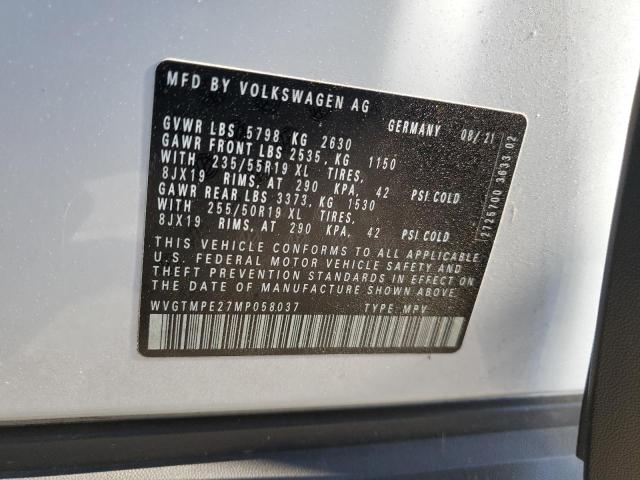 MFD BY VOLKSWAGEN AG
GERMANY 08/21
GVWR LBS 5798 KG 2630
GAWR FRONT LBS 2535, KG 1150
WITH 235/55R19 XL TIRES,
8JX19 RIMS, AT 290 KPA, 42 PSI COLD
GAWR REAR LBS 3373, KG 1530
WITH 255/50R19 XL TIRES,
8JX19 RIMS, AT 290 KPA, 42 PSI COLD
THIS VEHICLE CONFORMS TO ALL APPLICABLE
U.S. FEDERAL MOTOR VEHICLE SAFETY AND
THEFT PREVENTION STANDARDS IN EFFECT ON
THE DATE OF MANUFACTURE SHOWN ABOVE.
WVGTMPE27MP058037 TYPE: MPV
2725700 3633 02